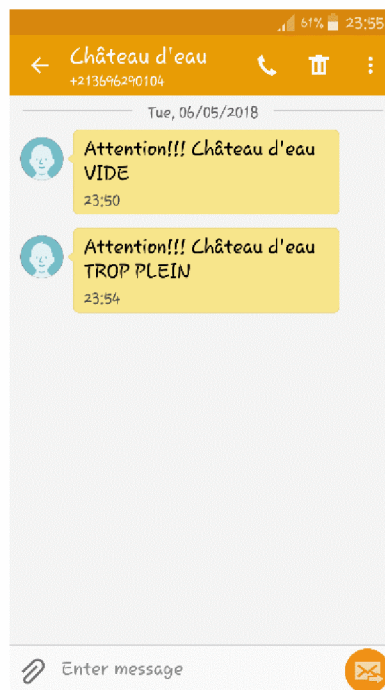 61% 23:55
Château d'eau
+213696290104
Tue, 06/05/2018
Attention!!! Château d'eau
VIDE
23:50
Attention!!! Château d'eau
TROP PLEIN
23:54
Enter message